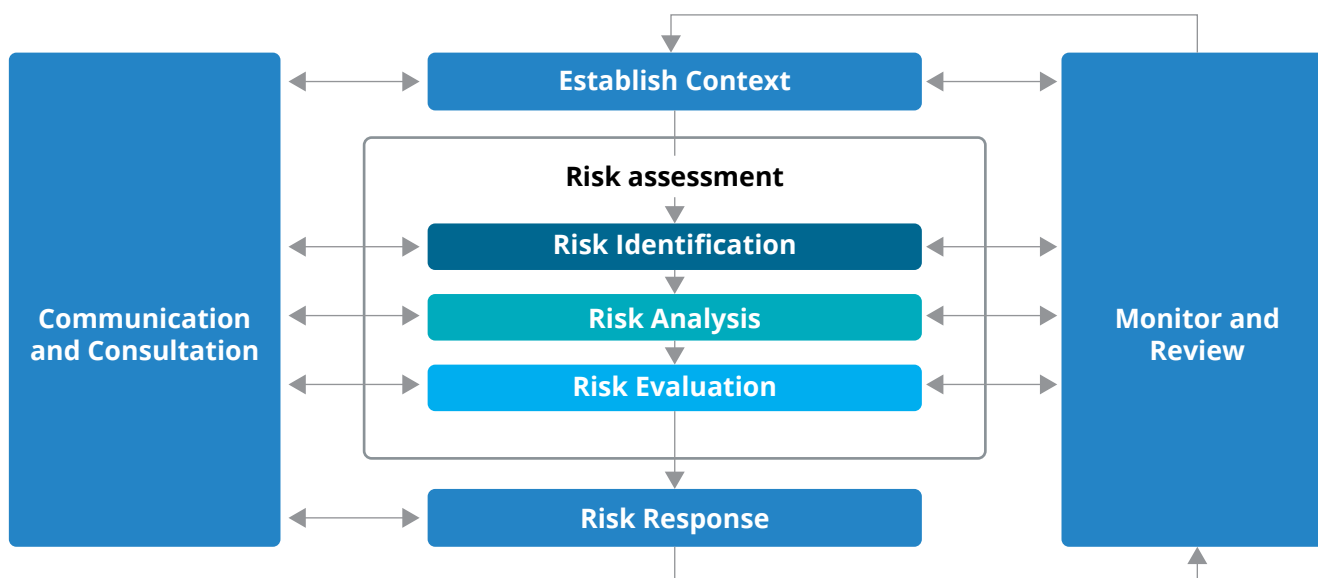 Establish Context
Risk assessment
Risk Identification
Risk Analysis
Risk Evaluation
Risk Response
Communication
and Consultation
Monitor and
Review